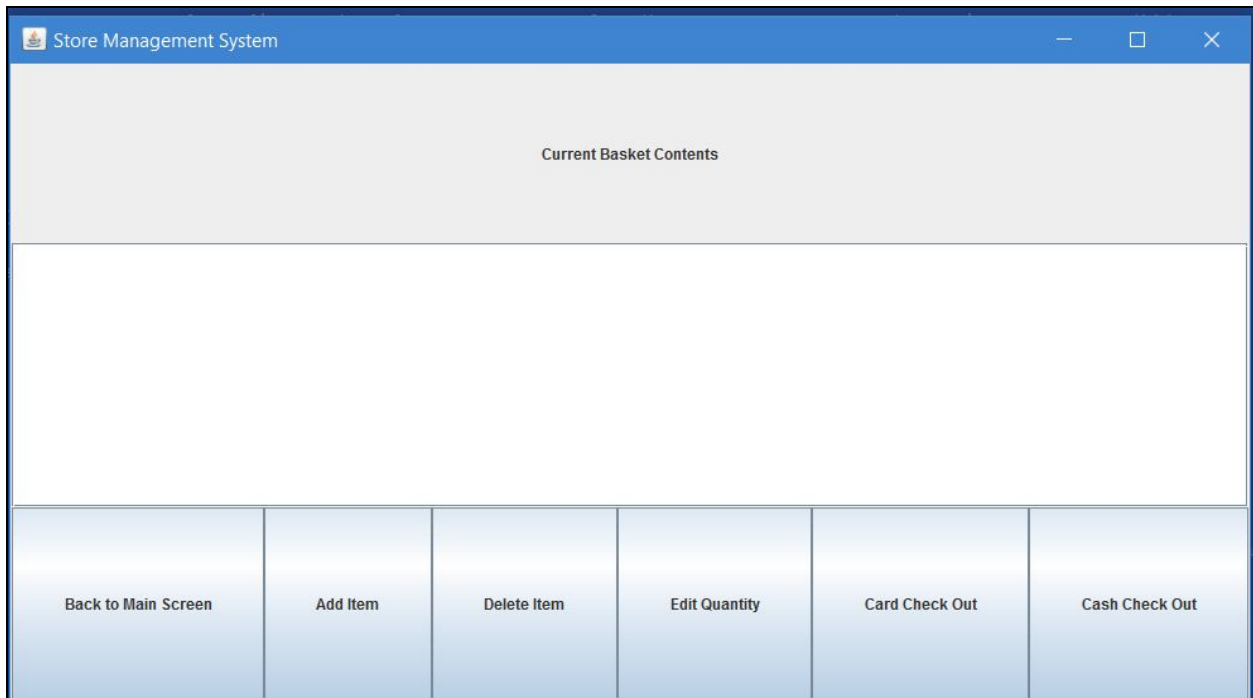 Store Management System
Current Basket Contents
Back to Main Screen
Add Item
Delete Item
Edit Quantity
Card Check Out
Cash Check Out